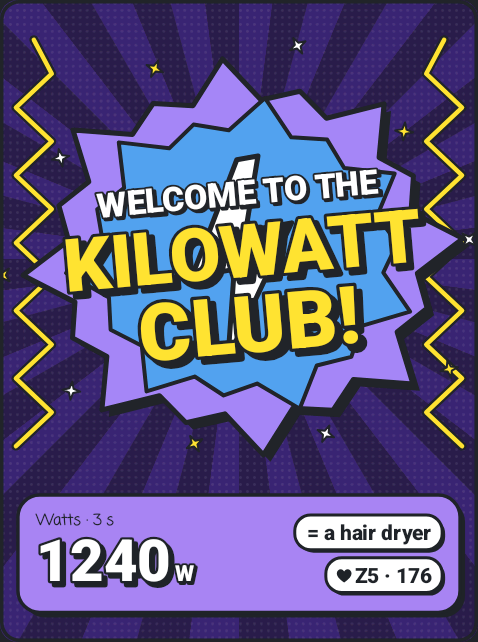 WELCOME TO THE
KILOWATT
CLUB!
Watts · 3 s
1240w
= a hair dryer
♥ Z5 · 176